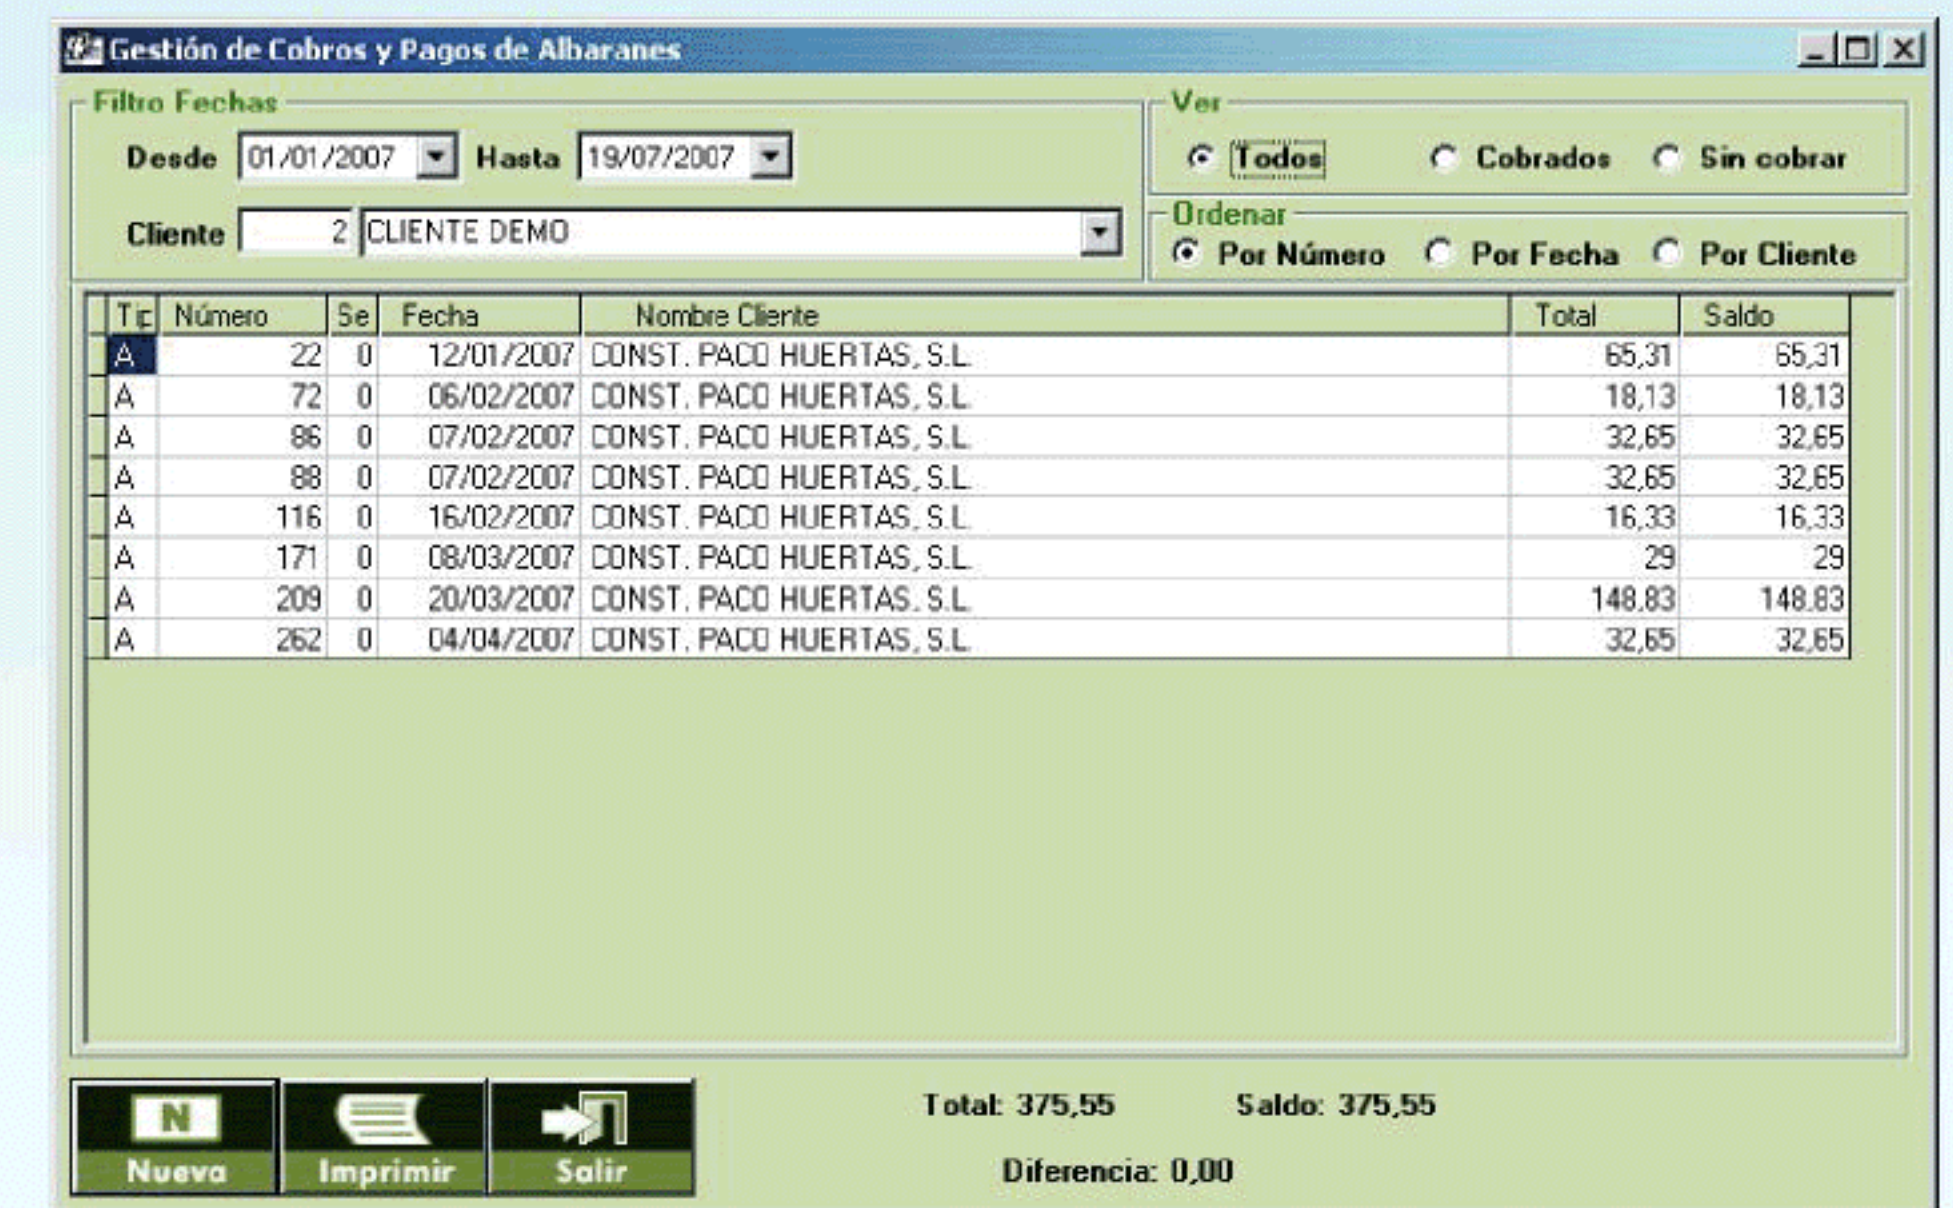 Gestión de Cobros y Pagos de Albaranes
Filtro Fechas
Desde 01/01/2007 Hasta 19/07/2007
Cliente 2 CLIENTE DEMO
Ver
Todos Cobrados Sin cobrar
Ordenar
Por Número Por Fecha Por Cliente
Tip Número Se Fecha Nombre Cliente Total Saldo
A 22 0 12/01/2007 CONST. PACO HUERTAS, S.L. 65,31 65,31
A 72 0 06/02/2007 CONST. PACO HUERTAS, S.L. 18,13 18,13
A 86 0 07/02/2007 CONST. PACO HUERTAS, S.L. 32,65 32,65
A 88 0 07/02/2007 CONST. PACO HUERTAS, S.L. 32,65 32,65
A 116 0 16/02/2007 CONST. PACO HUERTAS, S.L. 16,33 16,33
A 171 0 08/03/2007 CONST. PACO HUERTAS, S.L. 29 29
A 209 0 20/03/2007 CONST. PACO HUERTAS, S.L. 148,83 148,83
A 262 0 04/04/2007 CONST. PACO HUERTAS, S.L. 32,65 32,65
N
Nueva Imprimir Salir
Total: 375,55 Saldo: 375,55
Diferencia: 0,00